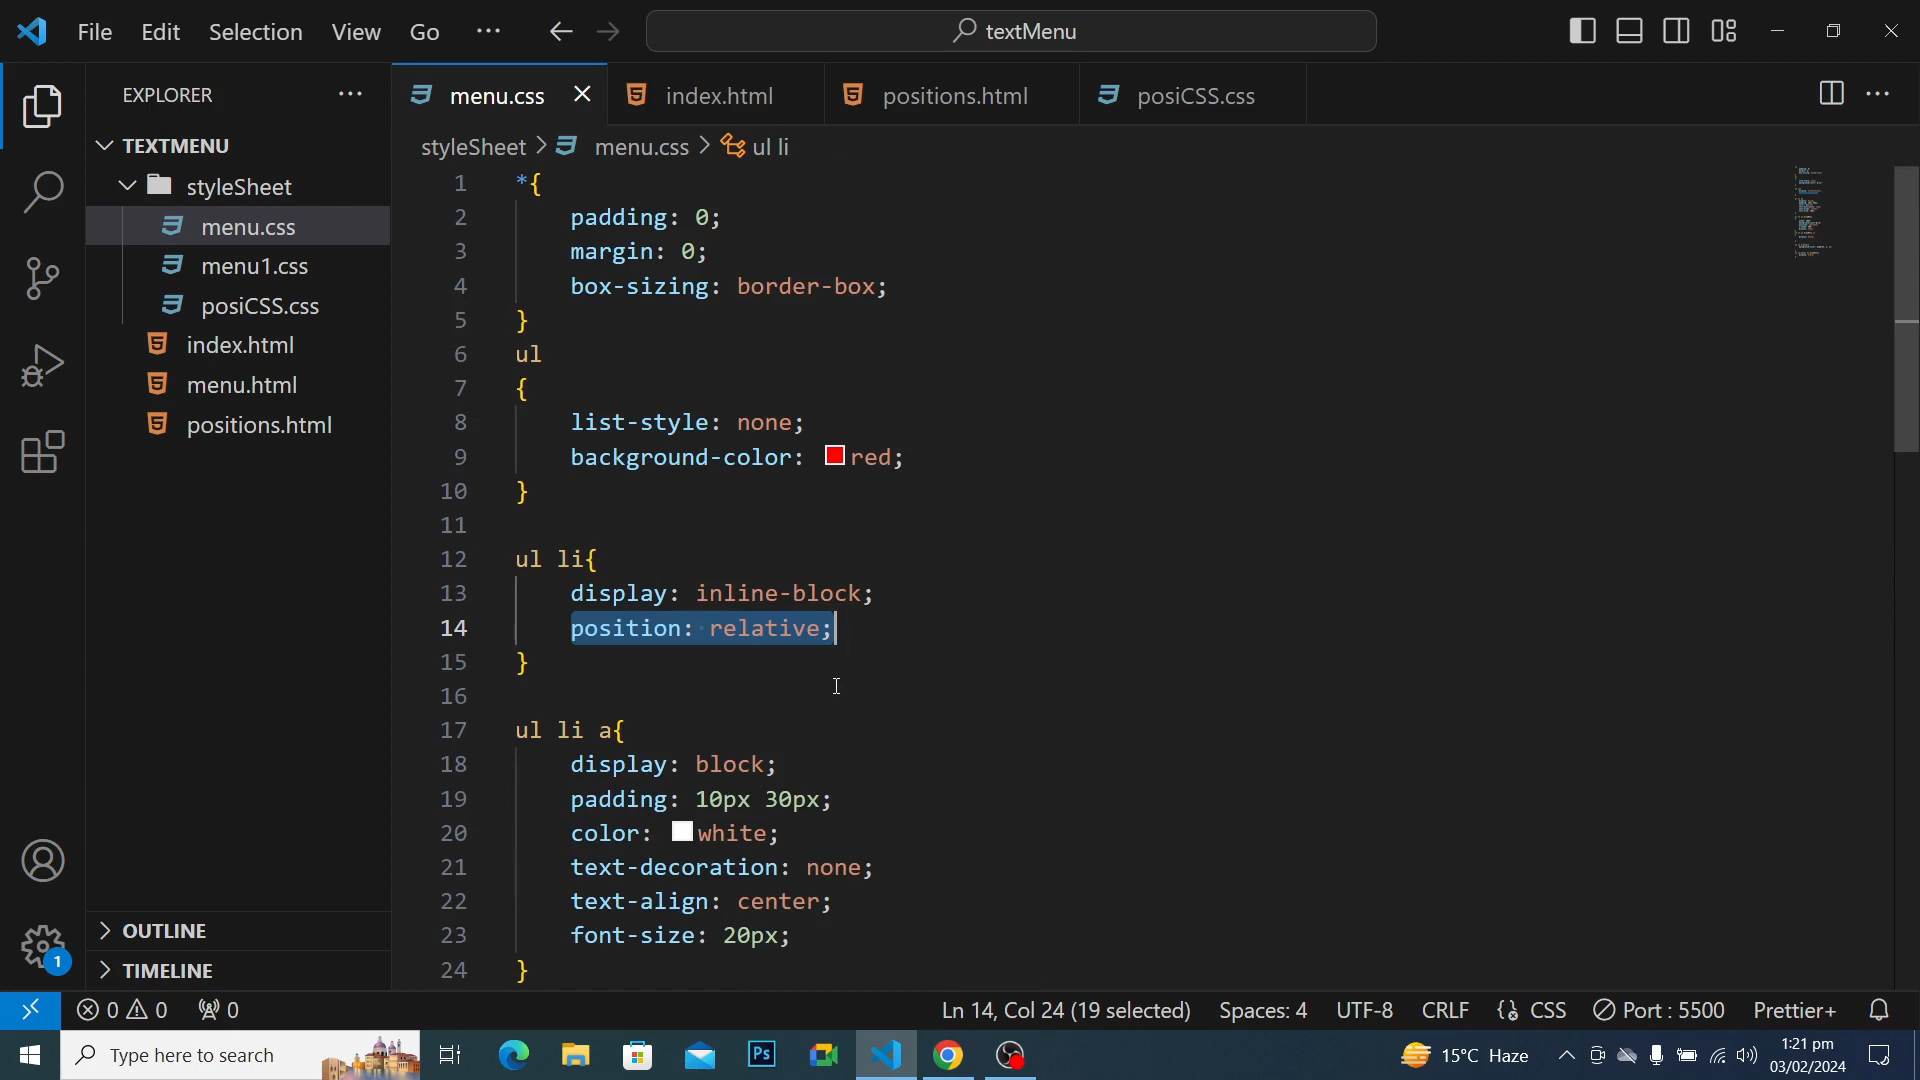 File Edit Selection View Go ··· textMenu
EXPLORER ···
TEXTMENU
styleSheet
menu.css
menu1.css
posiCSS.css
index.html
menu.html
positions.html
OUTLINE
TIMELINE
menu.css index.html positions.html posiCSS.css
styleSheet > menu.css > ul li
1 *{
2 padding: 0;
3 margin: 0;
4 box-sizing: border-box;
5 }
6 ul
7 {
8 list-style: none;
9 background-color: red;
10 }
11
12 ul li{
13 display: inline-block;
14 position: relative;
15 }
16
17 ul li a{
18 display: block;
19 padding: 10px 30px;
20 color: white;
21 text-decoration: none;
22 text-align: center;
23 font-size: 20px;
24 }
1
0 0 0 Ln 14, Col 24 (19 selected) Spaces: 4 UTF-8 CRLF {} CSS Port : 5500 Prettier+
Type here to search Ps 15°C Haze 1:21 pm
03/02/2024